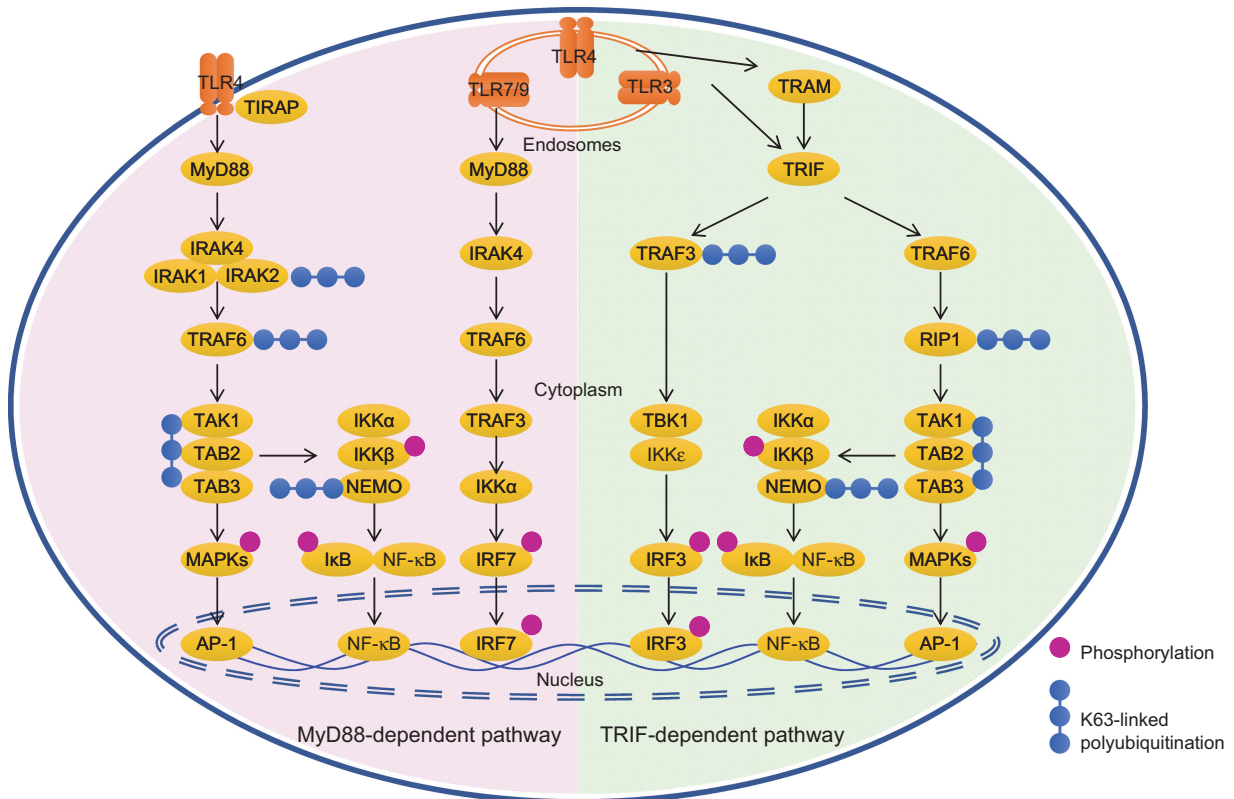 TLR4
TLR4
TIRAP
TLR7/9
TLR3
TRAM
Endosomes
MyD88
MyD88
TRIF
IRAK4
IRAK4
TRAF3
TRAF6
IRAK1
IRAK2
TRAF6
TRAF6
RIP1
Cytoplasm
TAK1
IKKα
TRAF3
TBK1
IKKα
TAK1
TAB2
IKKβ
IKKε
IKKβ
TAB2
TAB3
NEMO
IKKα
NEMO
TAB3
MAPKs
IκB
NF-κB
IRF7
IRF3
IκB
NF-κB
MAPKs
AP-1
NF-κB
IRF7
IRF3
NF-κB
AP-1
Nucleus
MyD88-dependent pathway
TRIF-dependent pathway
Phosphorylation
K63-linked
polyubiquitination